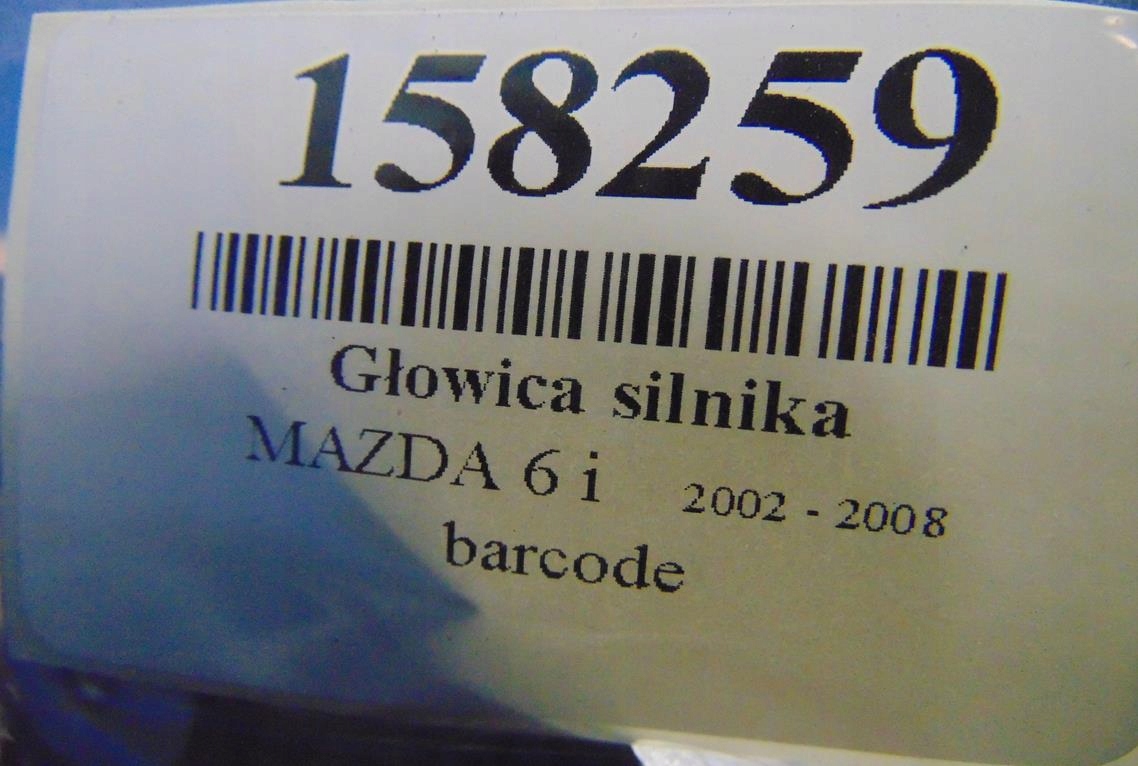 158259
Głowica silnika
MAZDA 6 i 2002 - 2008
barcode